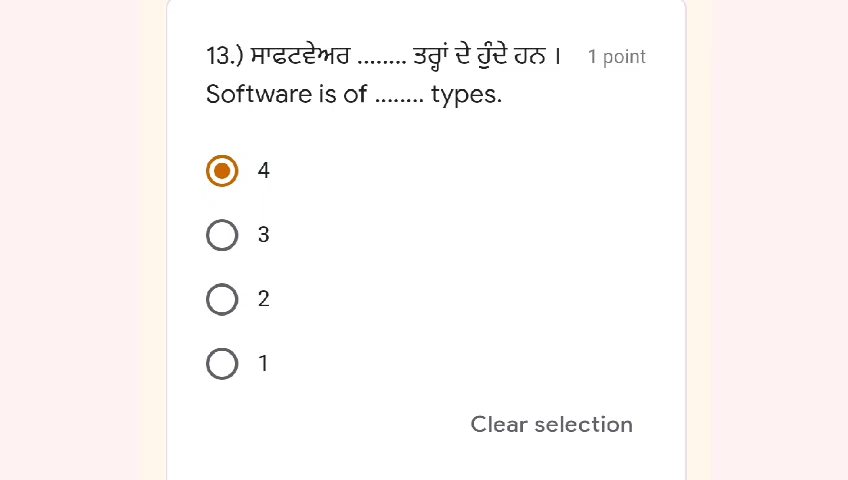 13.) ਸਾਫਟਵੇਅਰ ........ ਤਰ੍ਹਾਂ ਦੇ ਹੁੰਦੇ ਹਨ । 1 point
Software is of ........ types.
4
3
2
1
Clear selection